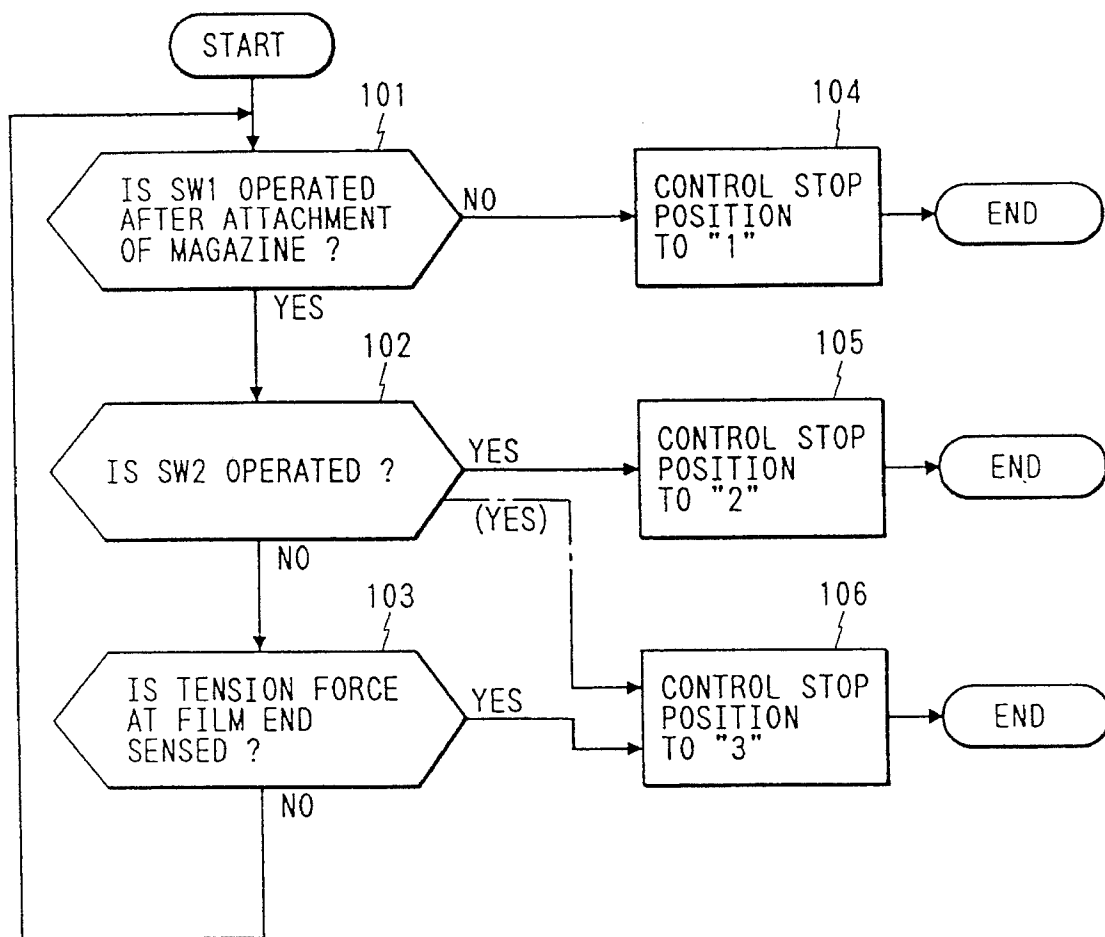 START
101
IS SW1 OPERATED
AFTER ATTACHMENT
OF MAGAZINE ?
NO
YES
104
CONTROL STOP
POSITION
TO "1"
END
102
IS SW2 OPERATED ?
YES
(YES)
NO
105
CONTROL STOP
POSITION
TO "2"
END
103
IS TENSION FORCE
AT FILM END
SENSED ?
YES
NO
106
CONTROL STOP
POSITION
TO "3"
END